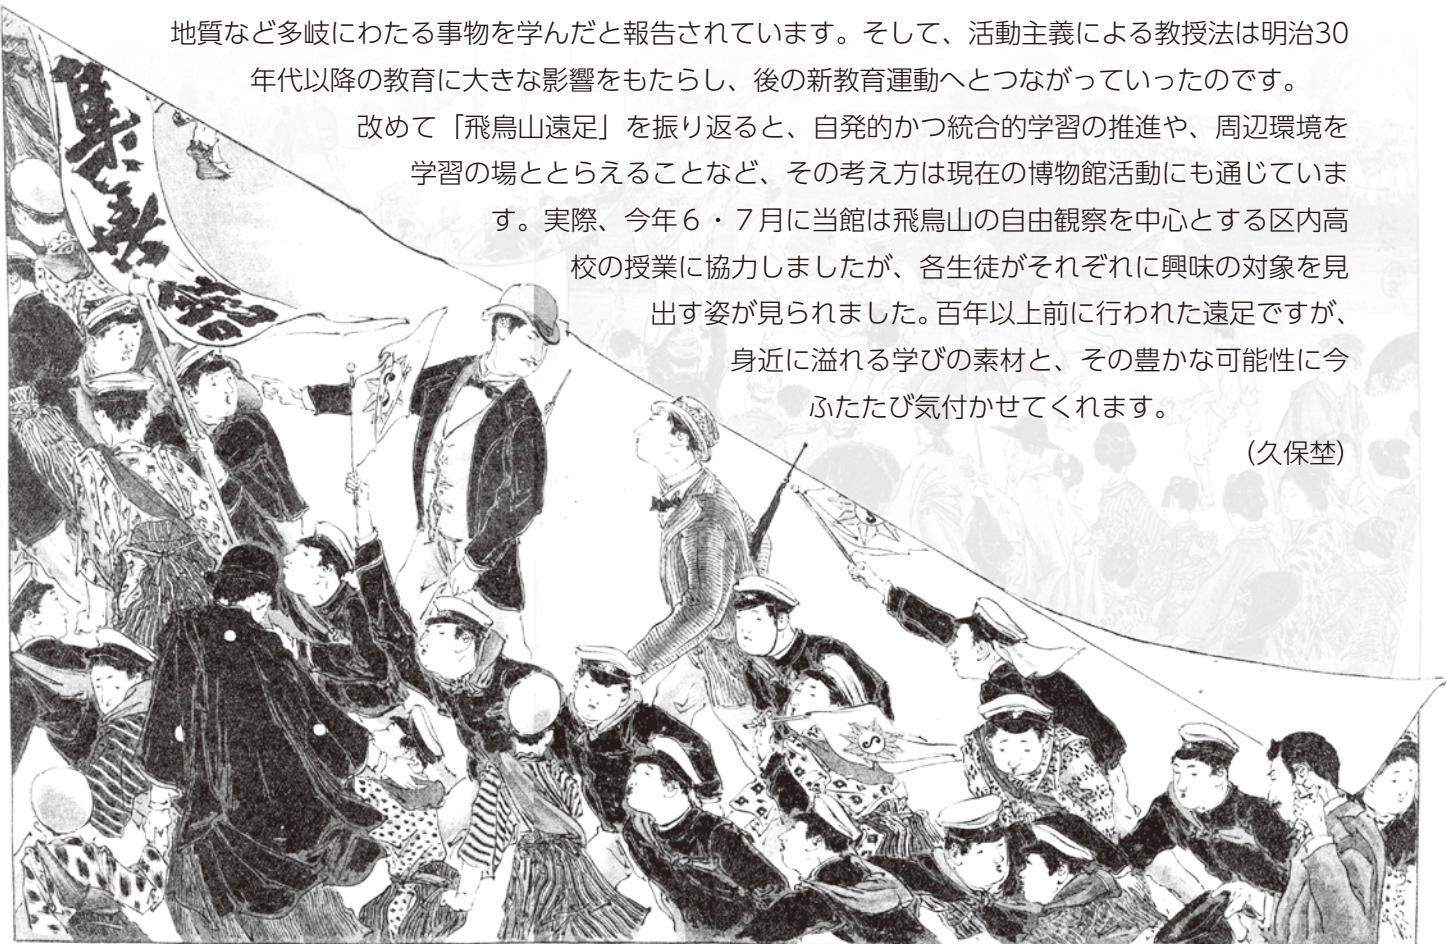 地質など多岐にわたる事物を学んだと報告されています。そして、活動主義による教授法は明治30
年代以降の教育に大きな影響をもたらし、後の新教育運動へとつながっていったのです。
改めて「飛鳥山遠足」を振り返ると、自発的かつ統合的学習の推進や、周辺環境を
学習の場ととらえることなど、その考え方は現在の博物館活動にも通じていま
す。実際、今年６・７月に当館は飛鳥山の自由観察を中心とする区内高
校の授業に協力しましたが、各生徒がそれぞれに興味の対象を見
出す姿が見られました。百年以上前に行われた遠足ですが、
身近に溢れる学びの素材と、その豊かな可能性に今
ふたたび気付かせてくれます。
（久保埜）
集英